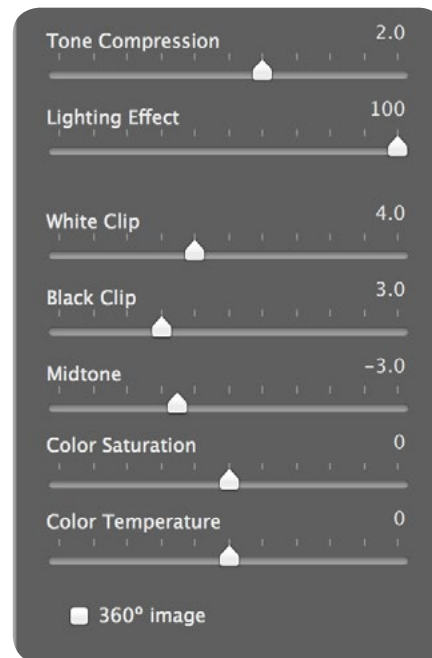 Tone Compression 2.0
Lighting Effect 100
White Clip 4.0
Black Clip 3.0
Midtone -3.0
Color Saturation 0
Color Temperature 0
360° image